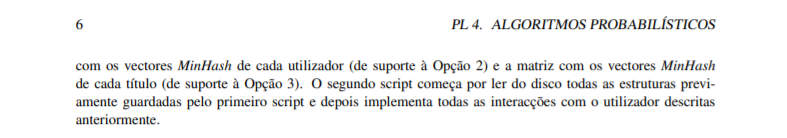 6 PL 4. ALGORITMOS PROBABILÍSTICOS
com os vectores MinHash de cada utilizador (de suporte à Opção 2) e a matriz com os vectores MinHash
de cada título (de suporte à Opção 3). O segundo script começa por ler do disco todas as estruturas previ-
amente guardadas pelo primeiro script e depois implementa todas as interacções com o utilizador descritas
anteriormente.